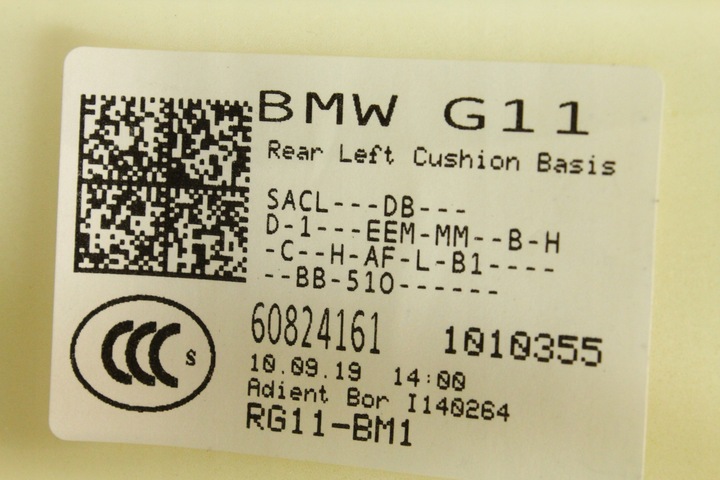 BMW G11
Rear Left Cushion Basis
SACL---DB---
D-1---EEM-MM--B-H
-C--H-AF-L-B1----
--BB-510------
60824161 1010355
10.09.19 14:00
Adient Bor I140264
RG11-BM1
CCC S